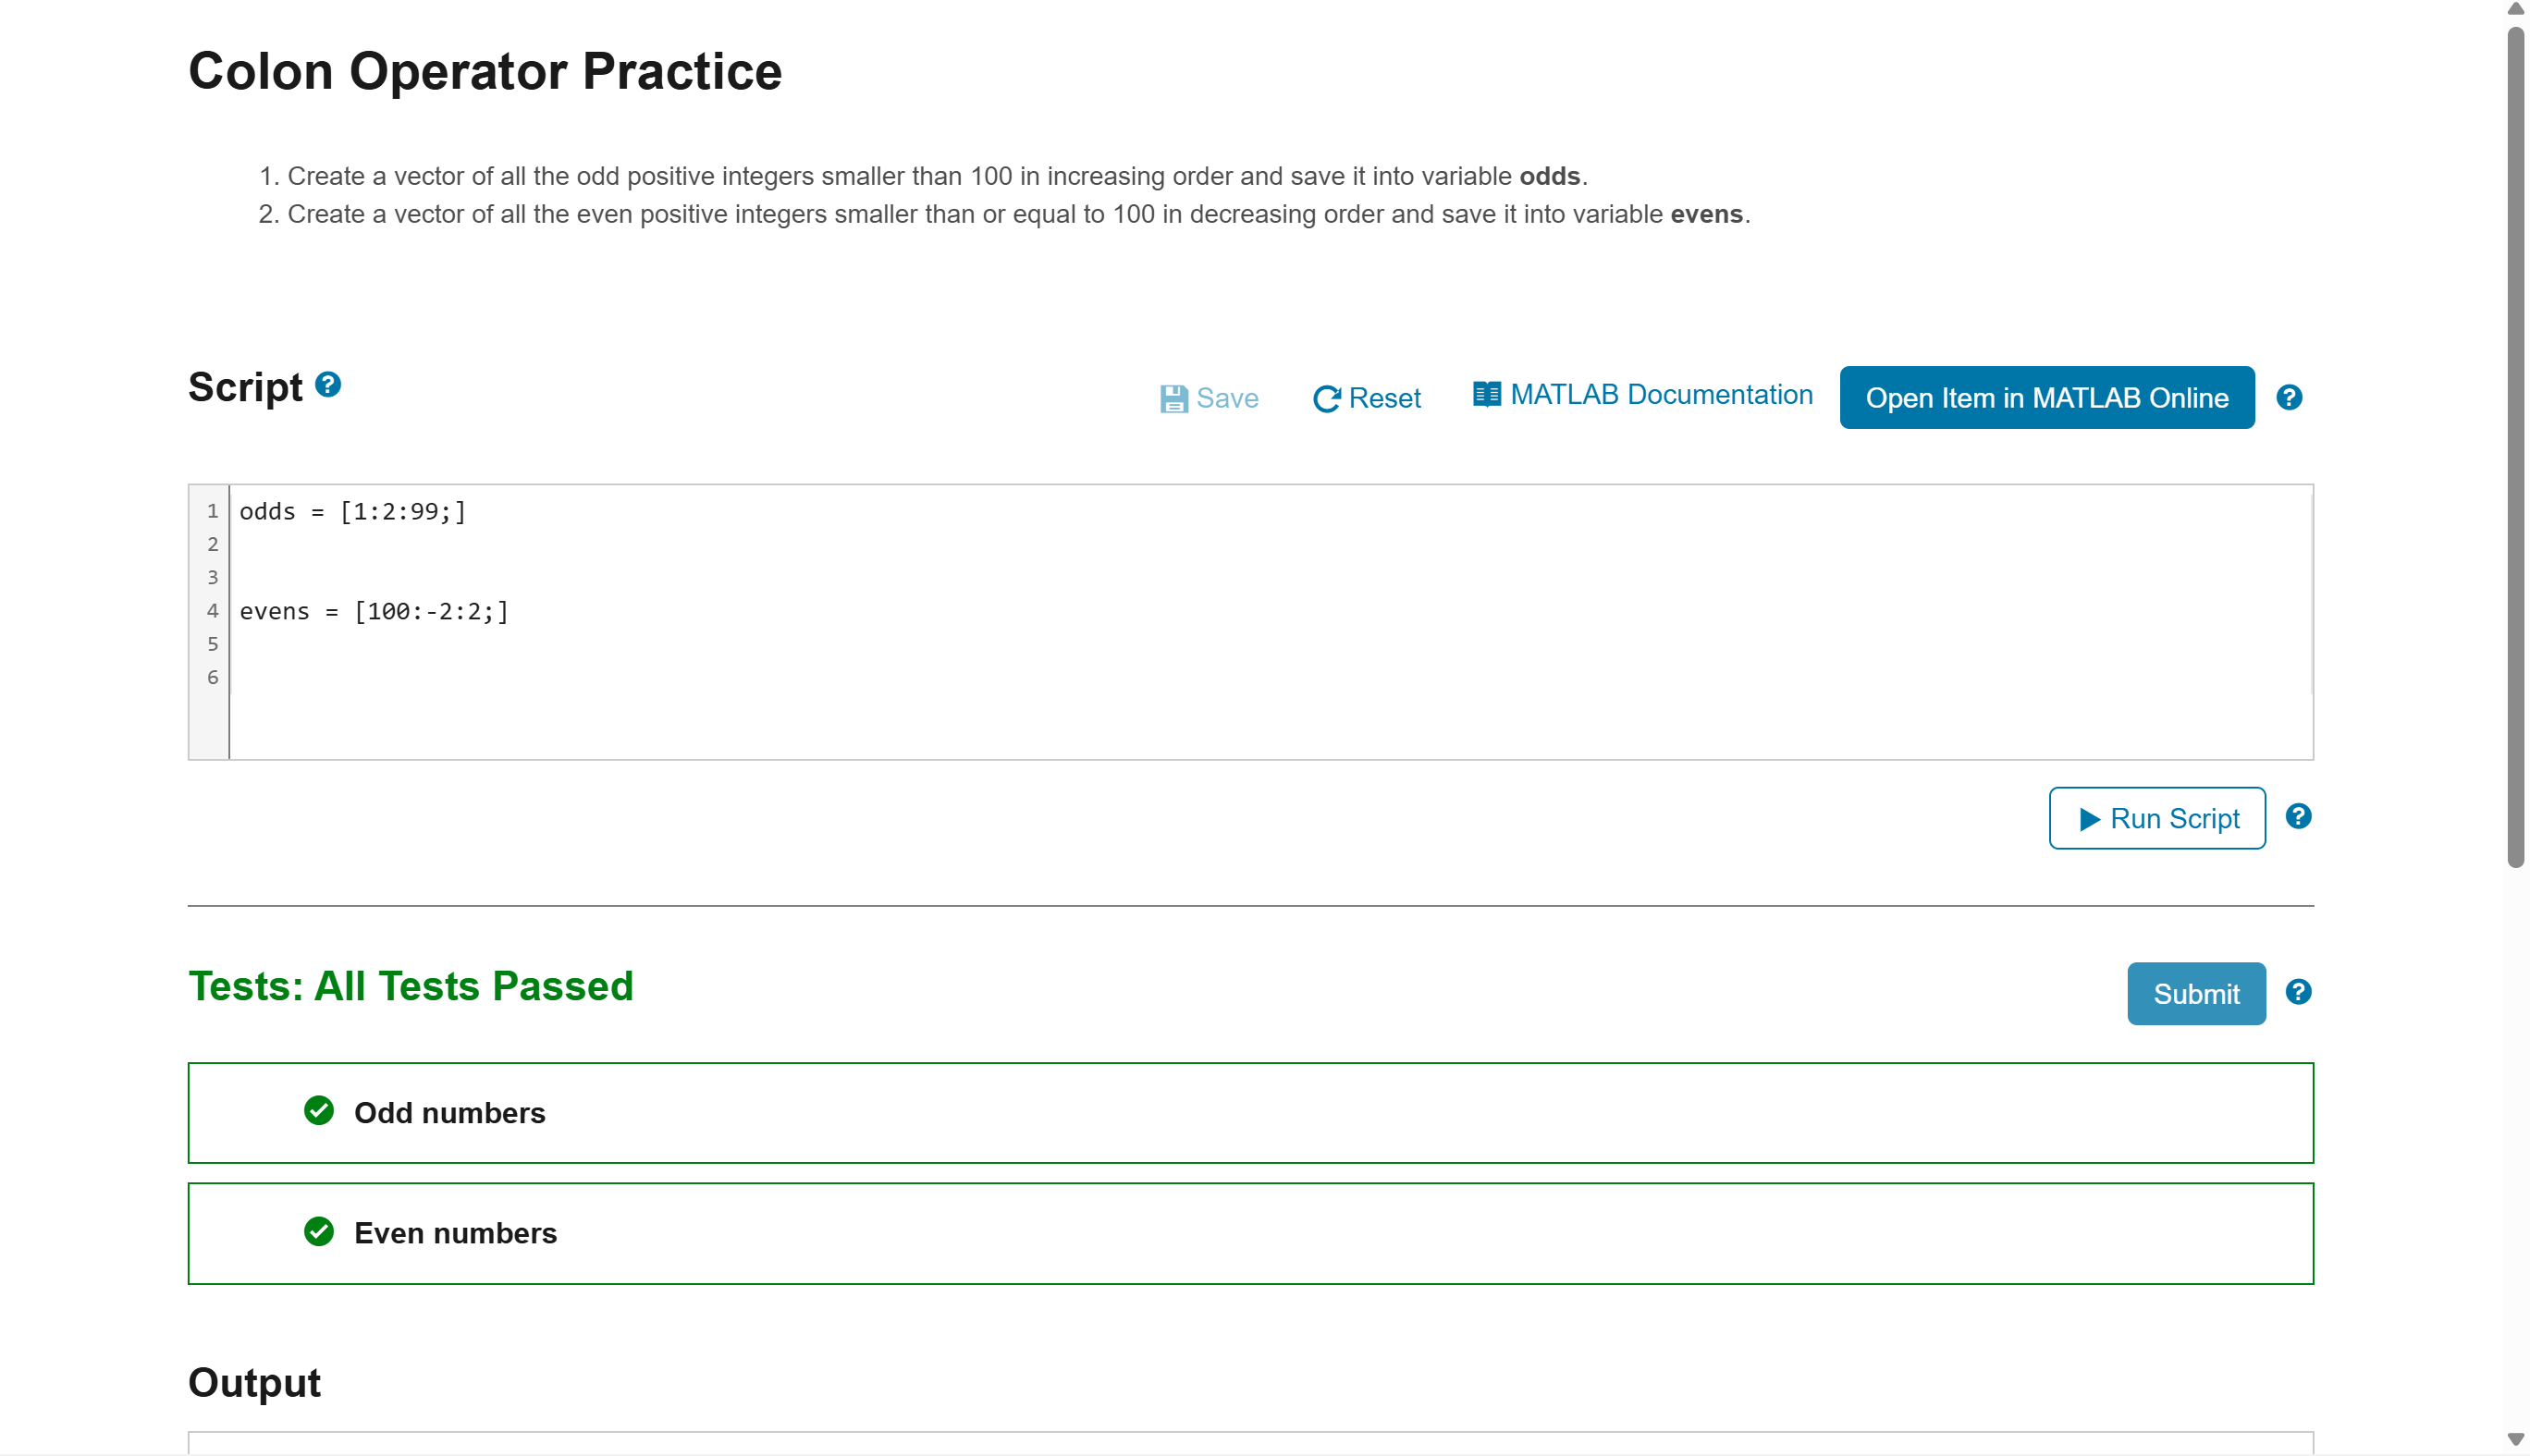 Colon Operator Practice
1. Create a vector of all the odd positive integers smaller than 100 in increasing order and save it into variable odds.
2. Create a vector of all the even positive integers smaller than or equal to 100 in decreasing order and save it into variable evens.
Script ?
Save Reset MATLAB Documentation Open Item in MATLAB Online ?
1 odds = [1:2:99;]
2
3
4 evens = [100:-2:2;]
5
6
Run Script ?
Tests: All Tests Passed
Submit ?
Odd numbers
Even numbers
Output